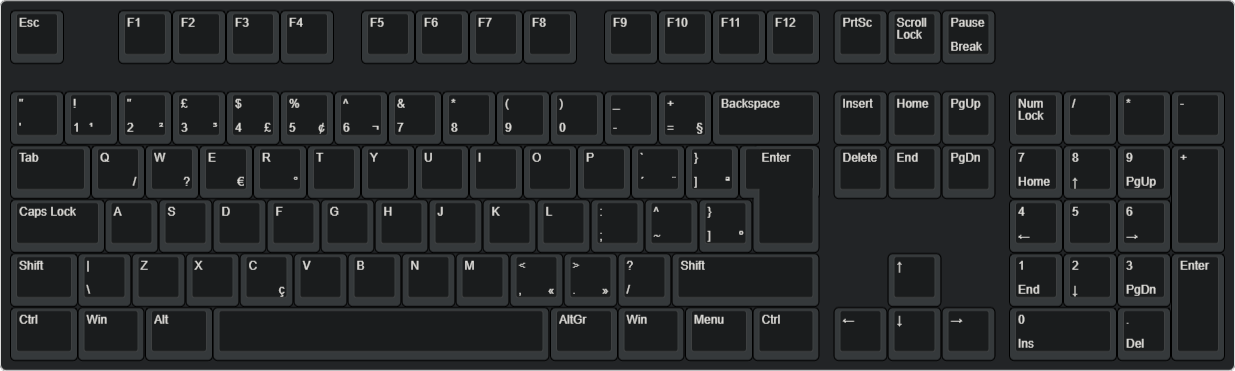 Esc F1 F2 F3 F4 F5 F6 F7 F8 F9 F10 F11 F12 PrtSc Scroll Pause
Lock
Break
" ! " £ $ % ^ & * ( ) _ + Backspace Insert Home PgUp Num / * -
Lock
' 1 ¹ 2 ² 3 ³ 4 £ 5 ¢ 6 ¬ 7 8 9 0 - = §
Tab Q W E R T Y U I O P ` } Enter Delete End PgDn 7 8 9 +
/ ? € ° ´ ¨ ] ª Home ↑ PgUp
Caps Lock A S D F G H J K L : ^ } 4 5 6
; ~ ] º ← →
Shift | Z X C V B N M < > ? Shift ↑ 1 2 3 Enter
\ ç , « . » / End ↓ PgDn
Ctrl Win Alt AltGr Win Menu Ctrl ← ↓ → 0 .
Ins Del